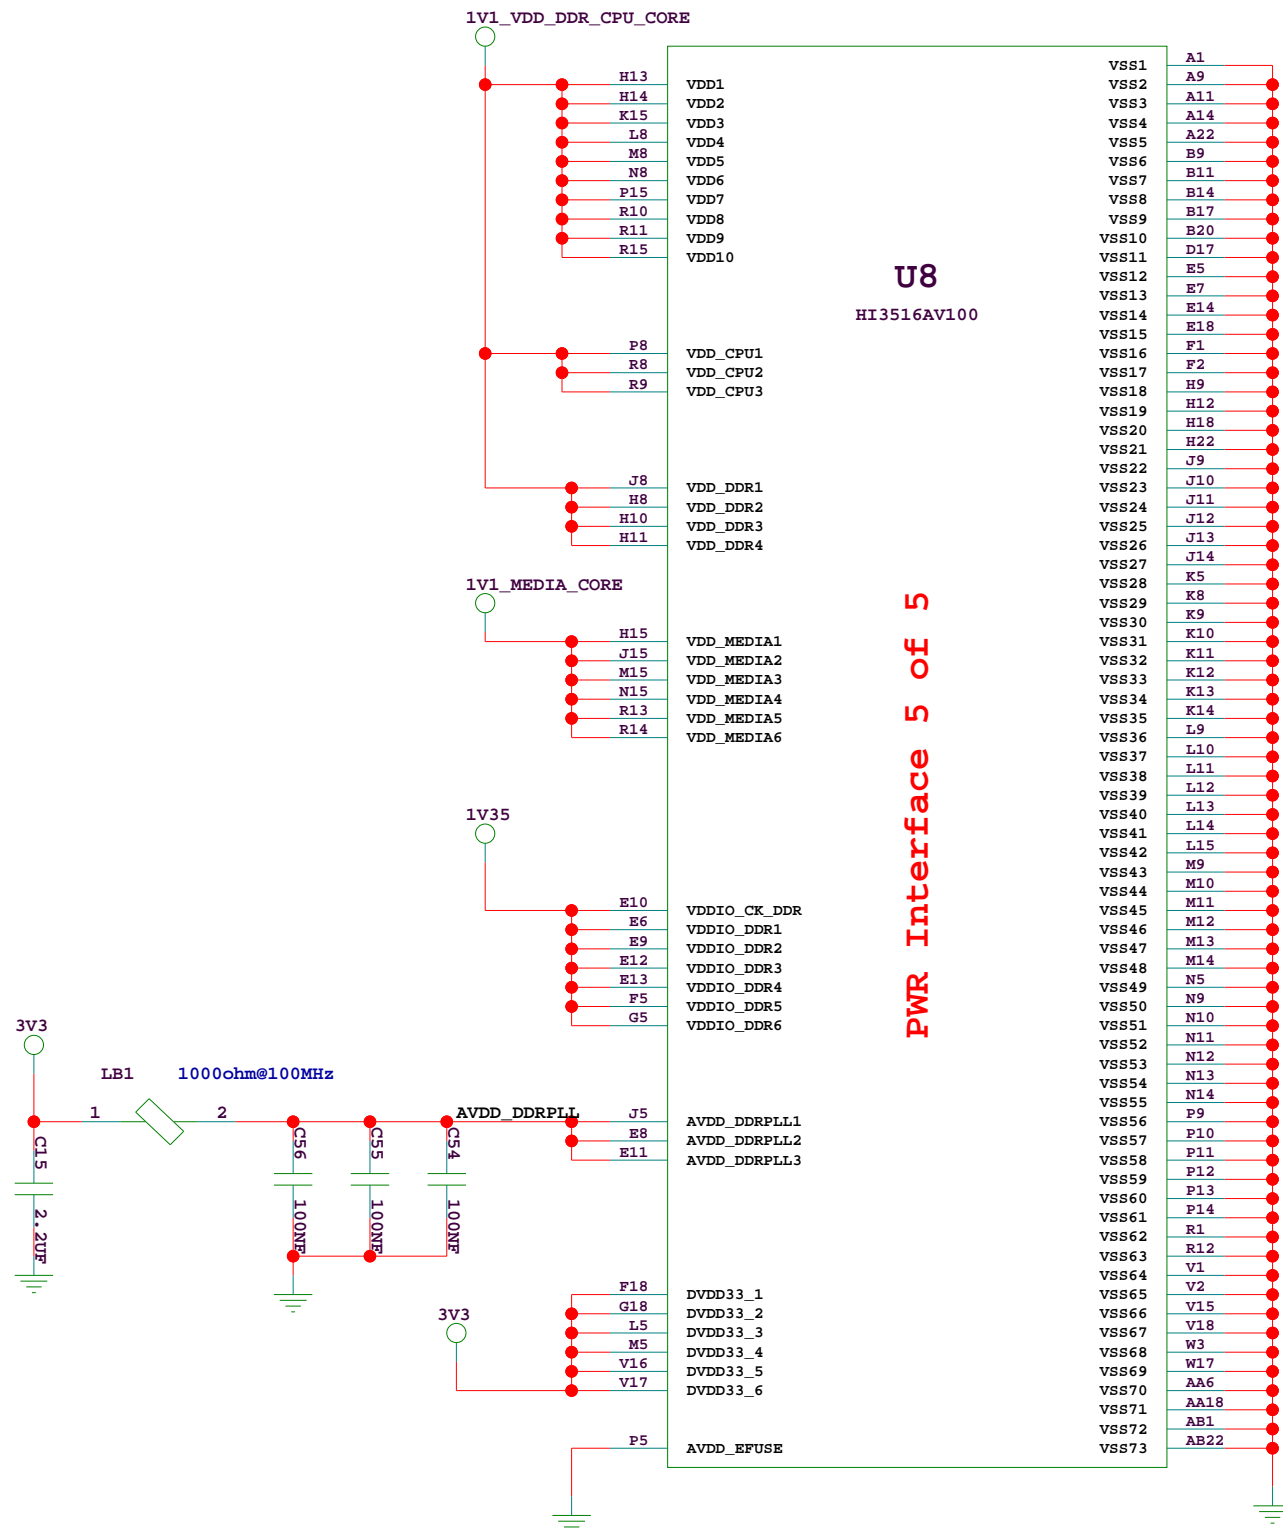 1V1_VDD_DDR_CPU_CORE
H13 VDD1
H14 VDD2
K15 VDD3
L8 VDD4
M8 VDD5
N8 VDD6
P15 VDD7
R10 VDD8
R11 VDD9
R15 VDD10
P8 VDD_CPU1
R8 VDD_CPU2
R9 VDD_CPU3
J8 VDD_DDR1
H8 VDD_DDR2
H10 VDD_DDR3
H11 VDD_DDR4
1V1_MEDIA_CORE
H15 VDD_MEDIA1
J15 VDD_MEDIA2
M15 VDD_MEDIA3
N15 VDD_MEDIA4
R13 VDD_MEDIA5
R14 VDD_MEDIA6
1V35
E10 VDDIO_CK_DDR
E6 VDDIO_DDR1
E9 VDDIO_DDR2
E12 VDDIO_DDR3
E13 VDDIO_DDR4
F5 VDDIO_DDR5
G5 VDDIO_DDR6
3V3
LB1 1000ohm@100MHz
1 2
C15 2.2UF
C56 100NF
C55 100NF
C54 100NF
AVDD_DDRPLL
J5 AVDD_DDRPLL1
E8 AVDD_DDRPLL2
E11 AVDD_DDRPLL3
3V3
F18 DVDD33_1
G18 DVDD33_2
L5 DVDD33_3
M5 DVDD33_4
V16 DVDD33_5
V17 DVDD33_6
P5 AVDD_EFUSE
U8
HI3516AV100
PWR Interface 5 of 5
VSS1 A1
VSS2 A9
VSS3 A11
VSS4 A14
VSS5 A22
VSS6 B9
VSS7 B11
VSS8 B14
VSS9 B17
VSS10 B20
VSS11 D17
VSS12 E5
VSS13 E7
VSS14 E14
VSS15 E18
VSS16 F1
VSS17 F2
VSS18 H9
VSS19 H12
VSS20 H18
VSS21 H22
VSS22 J9
VSS23 J10
VSS24 J11
VSS25 J12
VSS26 J13
VSS27 J14
VSS28 K5
VSS29 K8
VSS30 K9
VSS31 K10
VSS32 K11
VSS33 K12
VSS34 K13
VSS35 K14
VSS36 L9
VSS37 L10
VSS38 L11
VSS39 L12
VSS40 L13
VSS41 L14
VSS42 L15
VSS43 M9
VSS44 M10
VSS45 M11
VSS46 M12
VSS47 M13
VSS48 M14
VSS49 N5
VSS50 N9
VSS51 N10
VSS52 N11
VSS53 N12
VSS54 N13
VSS55 N14
VSS56 P9
VSS57 P10
VSS58 P11
VSS59 P12
VSS60 P13
VSS61 P14
VSS62 R1
VSS63 R12
VSS64 V1
VSS65 V2
VSS66 V15
VSS67 V18
VSS68 W3
VSS69 W17
VSS70 AA6
VSS71 AA18
VSS72 AB1
VSS73 AB22